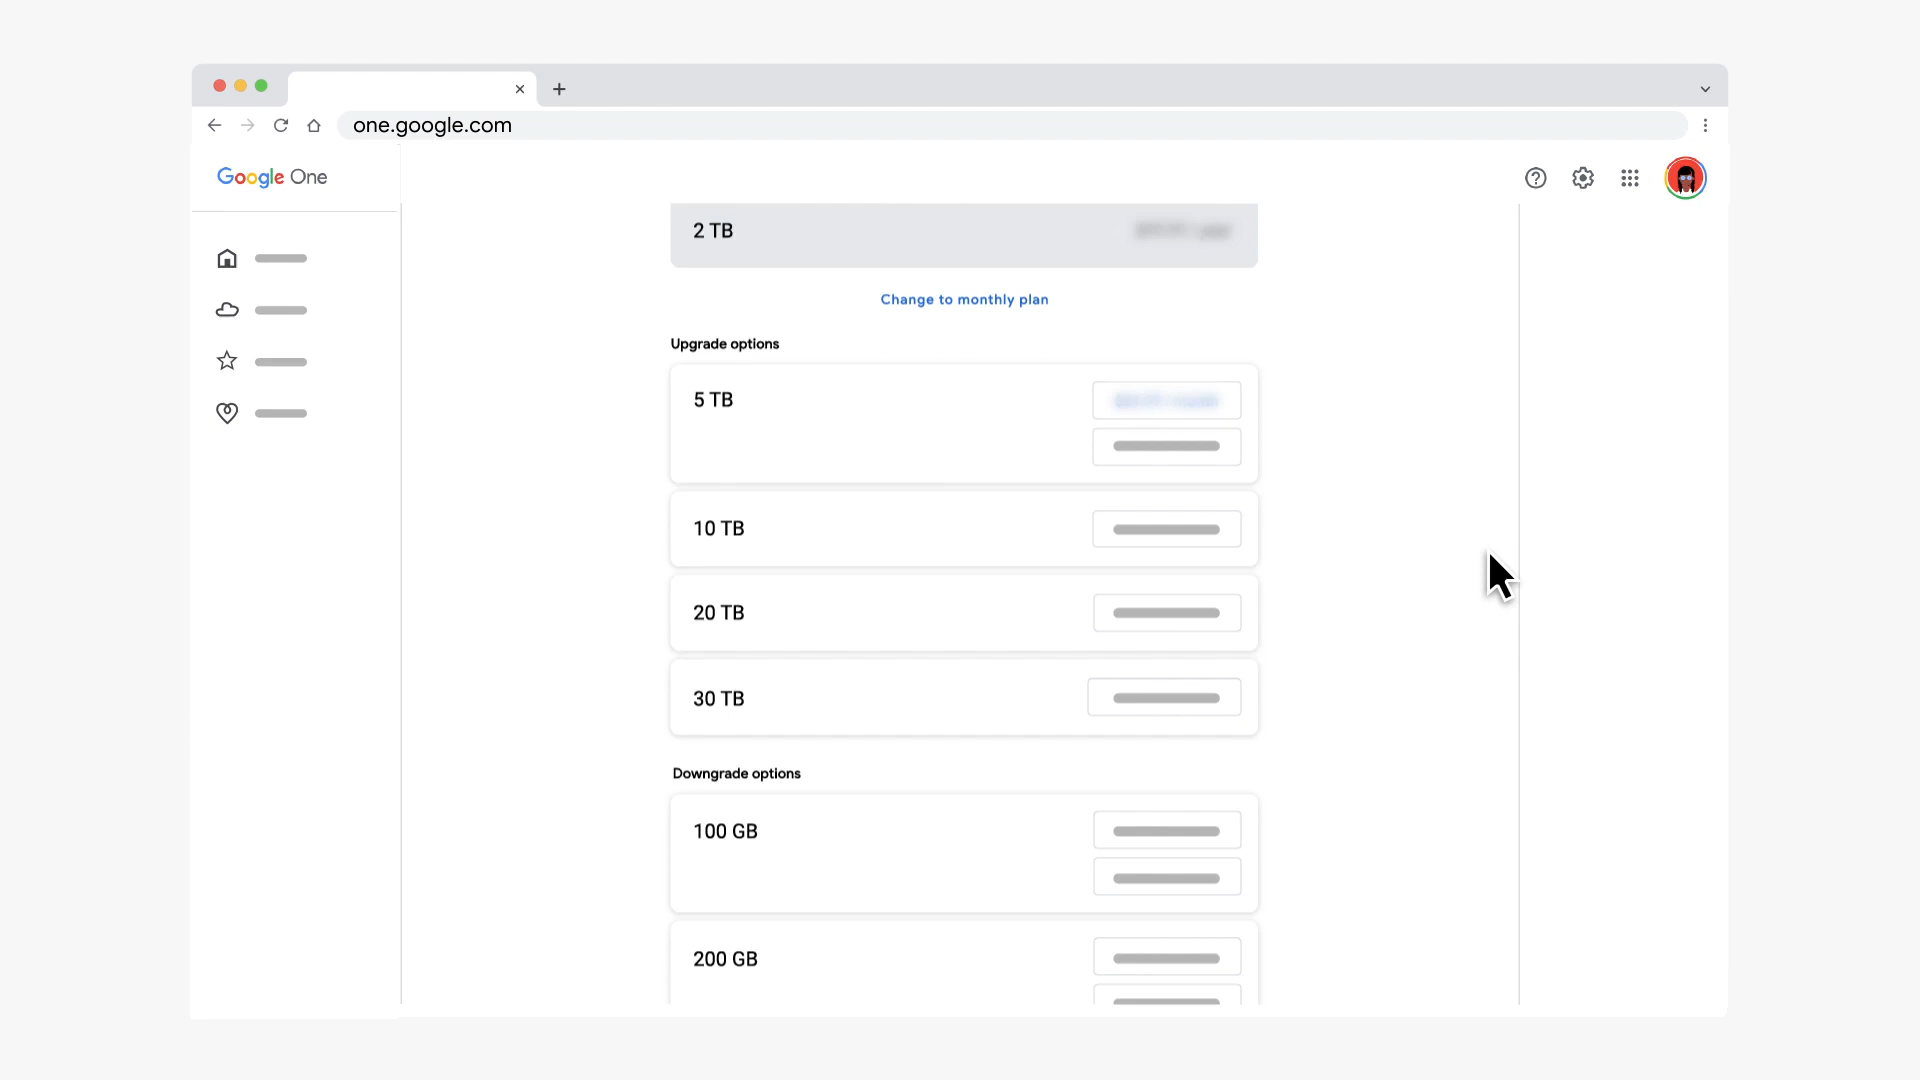 one.google.com
Google One
2 TB
Change to monthly plan
Upgrade options
5 TB
10 TB
20 TB
30 TB
Downgrade options
100 GB
200 GB